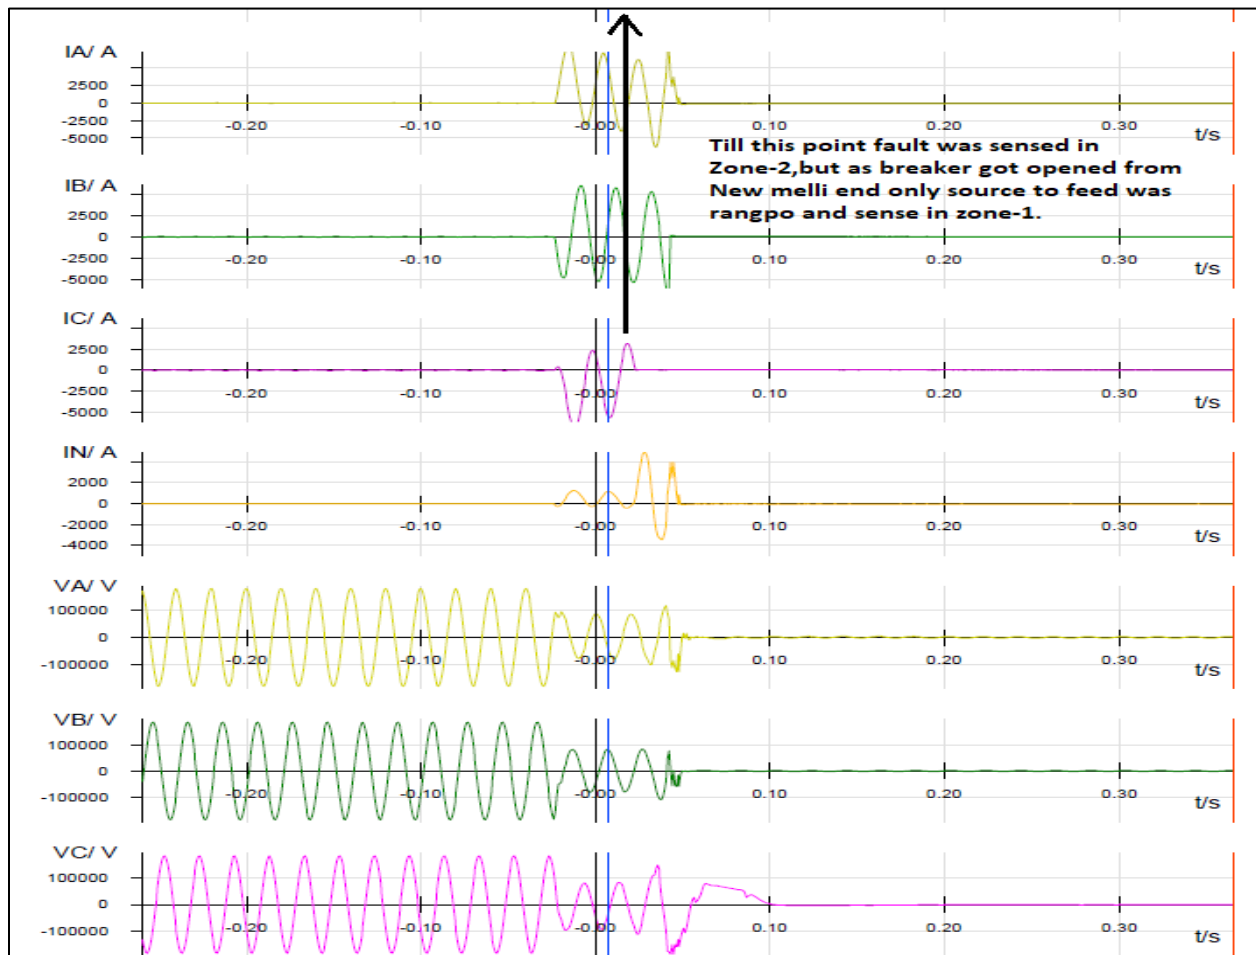 IA/ A
2500
0
-2500
-5000
-0.20 -0.10 -0.00 0.10 0.20 0.30
t/s
Till this point fault was sensed in
Zone-2,but as breaker got opened from
New melli end only source to feed was
rangpo and sense in zone-1.
IB/ A
2500
0
-2500
-5000
-0.20 -0.10 -0.00 0.10 0.20 0.30
t/s
IC/ A
2500
0
-2500
-5000
-0.20 -0.10 -0.00 0.10 0.20 0.30
t/s
IN/ A
2000
0
-2000
-4000
-0.20 -0.10 -0.00 0.10 0.20 0.30
t/s
VA/ V
100000
0
-100000
-0.20 -0.10 -0.00 0.10 0.20 0.30
t/s
VB/ V
100000
0
-100000
-0.20 -0.10 -0.00 0.10 0.20 0.30
t/s
VC/ V
100000
0
-100000
-0.20 -0.10 -0.00 0.10 0.20 0.30
t/s